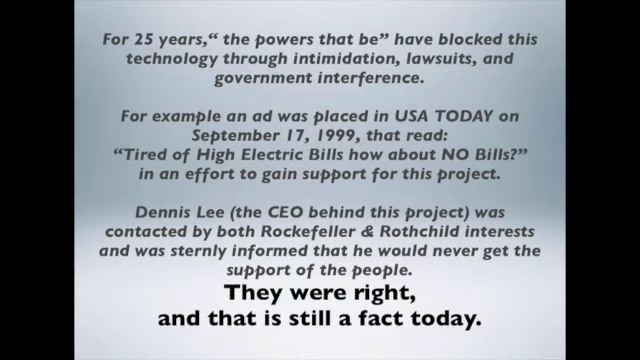 For 25 years,“ the powers that be” have blocked this
technology through intimidation, lawsuits, and
government interference.
For example an ad was placed in USA TODAY on
September 17, 1999, that read:
“Tired of High Electric Bills how about NO Bills?”
in an effort to gain support for this project.
Dennis Lee (the CEO behind this project) was
contacted by both Rockefeller & Rothchild interests
and was sternly informed that he would never get the
support of the people.
They were right,
and that is still a fact today.